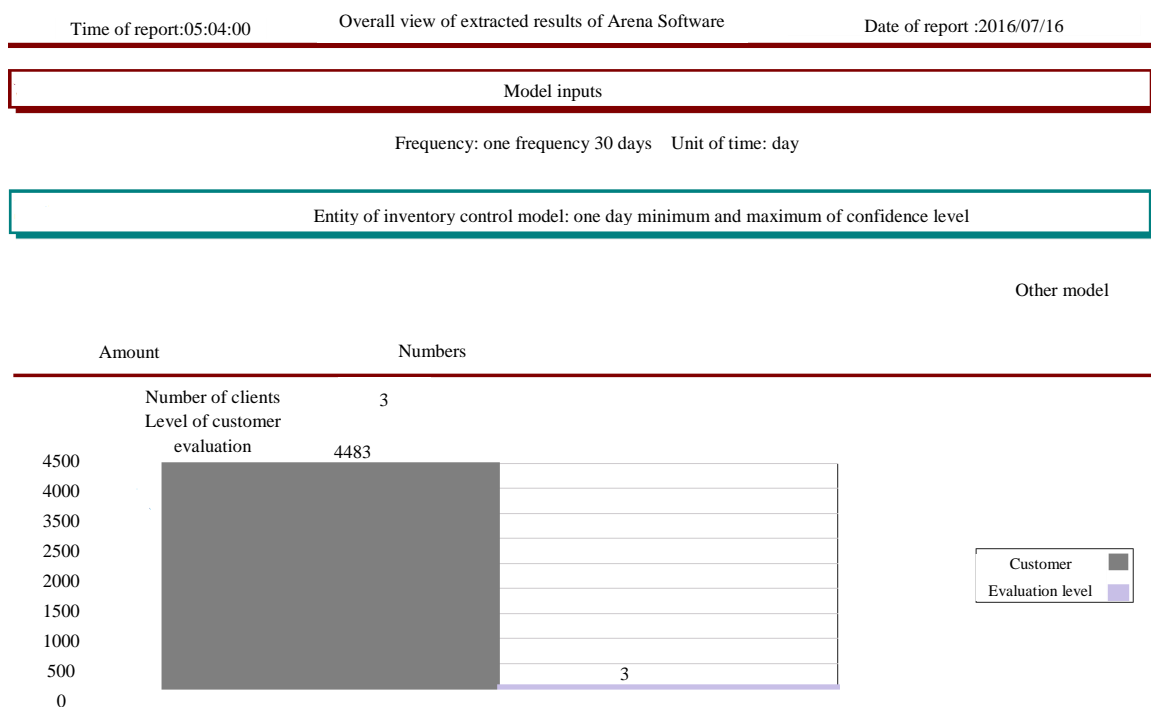 Time of report:05:04:00
Overall view of extracted results of Arena Software
Date of report :2016/07/16
Model inputs
Frequency: one frequency 30 days Unit of time: day
Entity of inventory control model: one day minimum and maximum of confidence level
Other model
Amount
Numbers
Number of clients
3
Level of customer
evaluation
4483
4500
4000
3500
2500
2000
1500
1000
500
0
3
Customer
Evaluation level